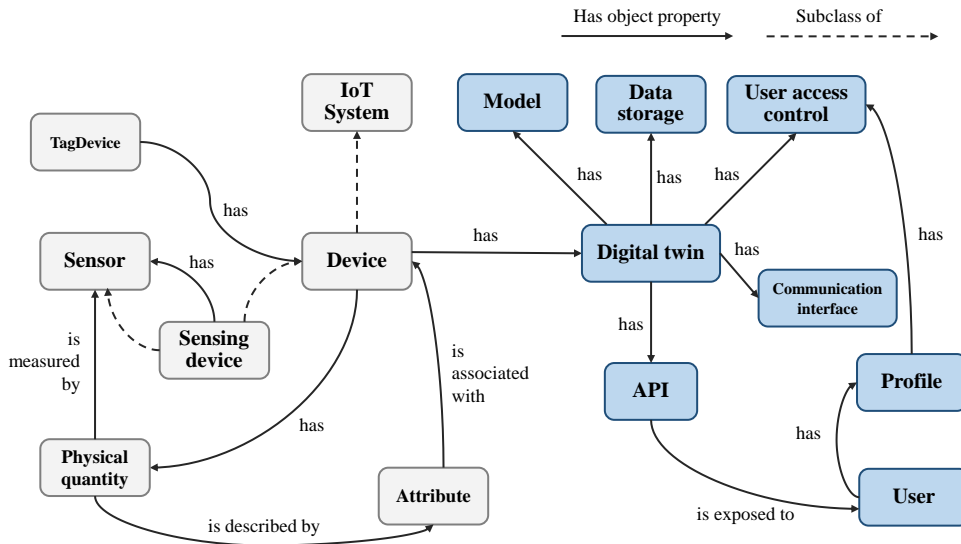 Has object property
Subclass of
IoT
System
Model
Data
storage
User access
control
TagDevice
has
has
has
has
has
has
Sensor
has
Device
has
Digital twin
has
Communication
interface
Sensing
device
is
measured
by
is
associated
with
has
API
Profile
has
has
Physical
quantity
Attribute
User
is described by
is exposed to